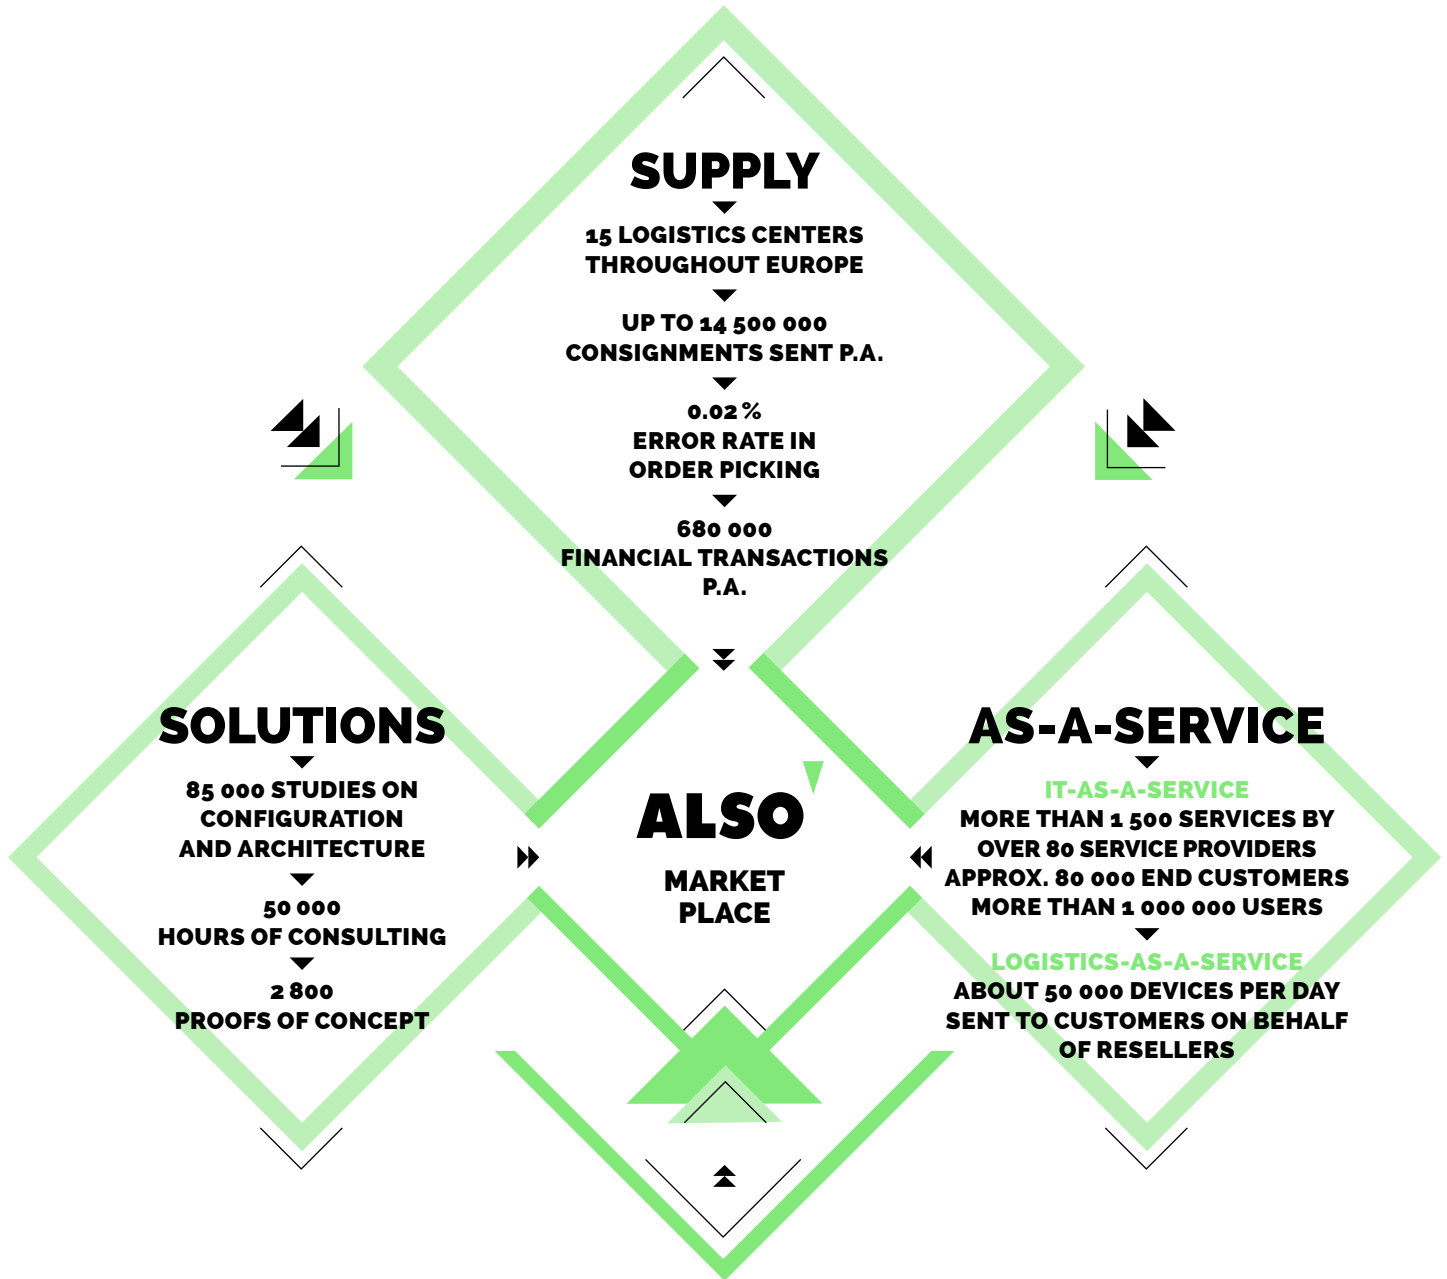 SUPPLY
15 LOGISTICS CENTERS
THROUGHOUT EUROPE
UP TO 14 500 000
CONSIGNMENTS SENT P.A.
0.02 %
ERROR RATE IN
ORDER PICKING
680 000
FINANCIAL TRANSACTIONS
P.A.
SOLUTIONS
85 000 STUDIES ON
CONFIGURATION
AND ARCHITECTURE
50 000
HOURS OF CONSULTING
2 800
PROOFS OF CONCEPT
ALSO
MARKET
PLACE
AS-A-SERVICE
IT-AS-A-SERVICE
MORE THAN 1 500 SERVICES BY
OVER 80 SERVICE PROVIDERS
APPROX. 80 000 END CUSTOMERS
MORE THAN 1 000 000 USERS
LOGISTICS-AS-A-SERVICE
ABOUT 50 000 DEVICES PER DAY
SENT TO CUSTOMERS ON BEHALF
OF RESELLERS